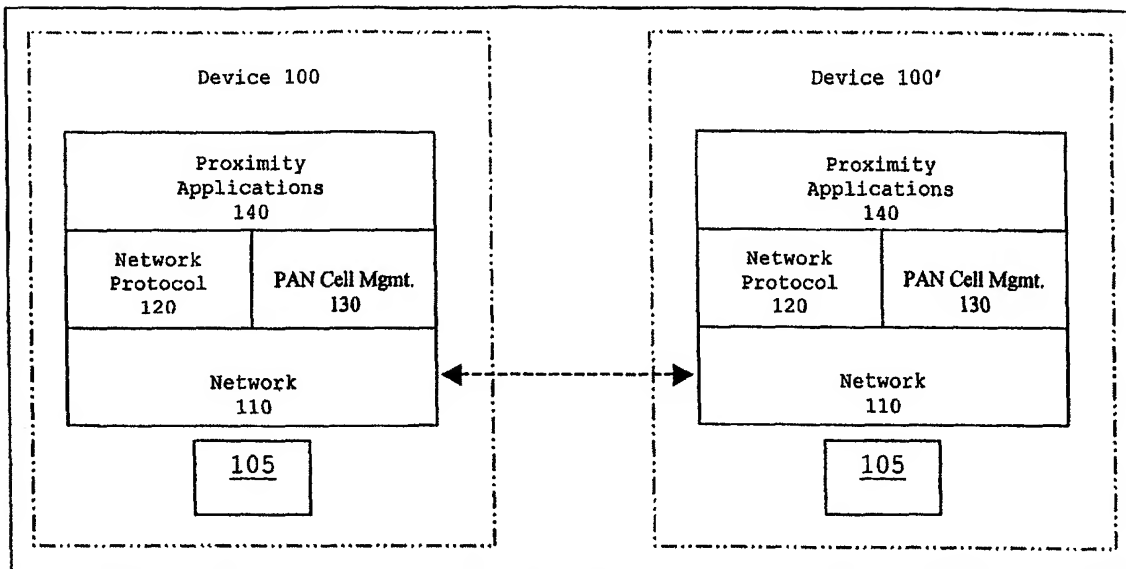 Device 100
Proximity
Applications
140
Network
Protocol
120
PAN Cell Mgmt.
130
Network
110
105
Device 100'
Proximity
Applications
140
Network
Protocol
120
PAN Cell Mgmt.
130
Network
110
105